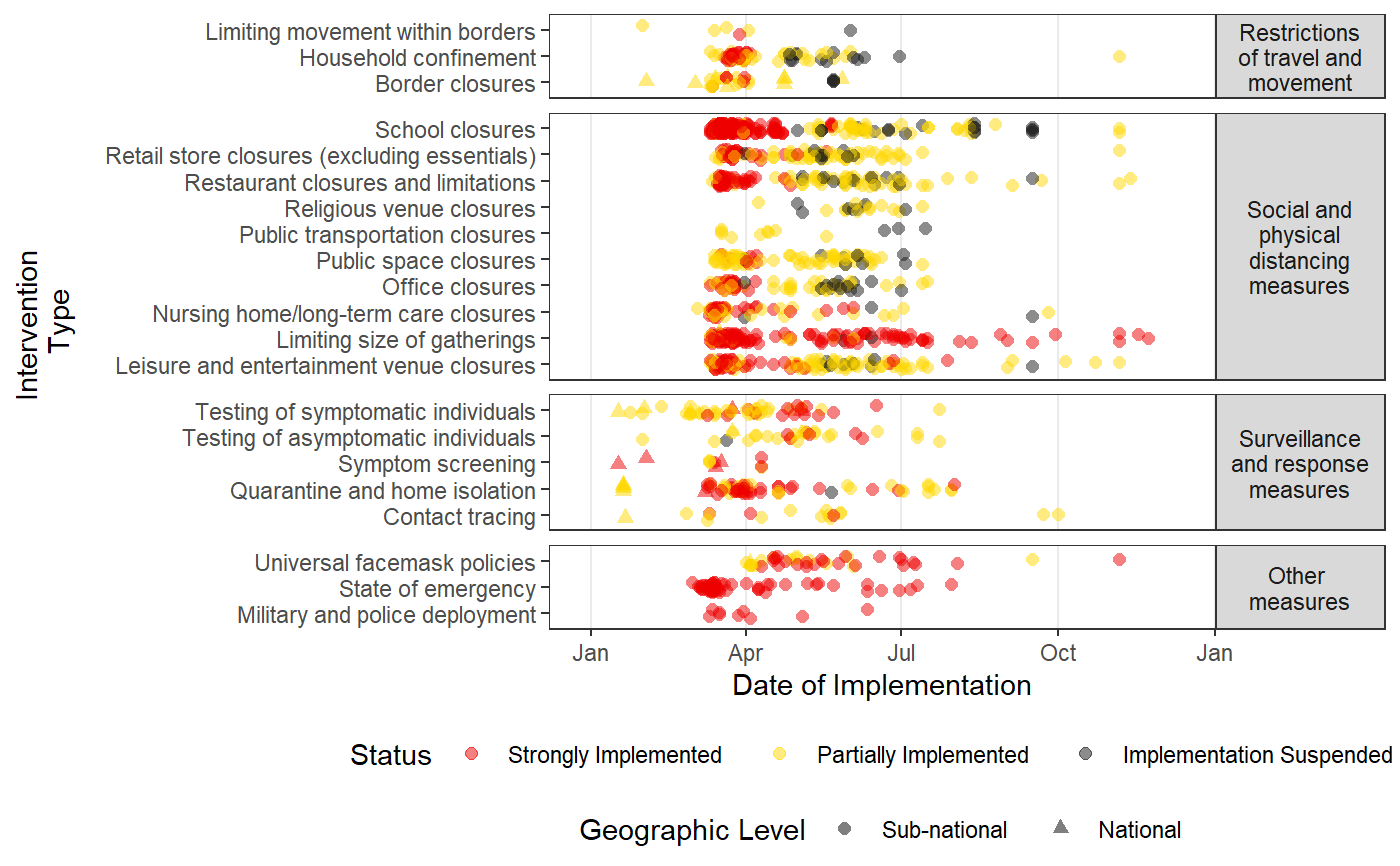 Limiting movement within borders
Household confinement
Border closures
Restrictions
of travel and
movement
School closures
Retail store closures (excluding essentials)
Restaurant closures and limitations
Religious venue closures
Public transportation closures
Public space closures
Office closures
Nursing home/long-term care closures
Limiting size of gatherings
Leisure and entertainment venue closures
Social and
physical
distancing
measures
Testing of symptomatic individuals
Testing of asymptomatic individuals
Symptom screening
Quarantine and home isolation
Contact tracing
Surveillance
and response
measures
Universal facemask policies
State of emergency
Military and police deployment
Other
measures
Intervention
Type
Jan Apr Jul Oct Jan
Date of Implementation
Status Strongly Implemented Partially Implemented Implementation Suspended
Geographic Level Sub-national National